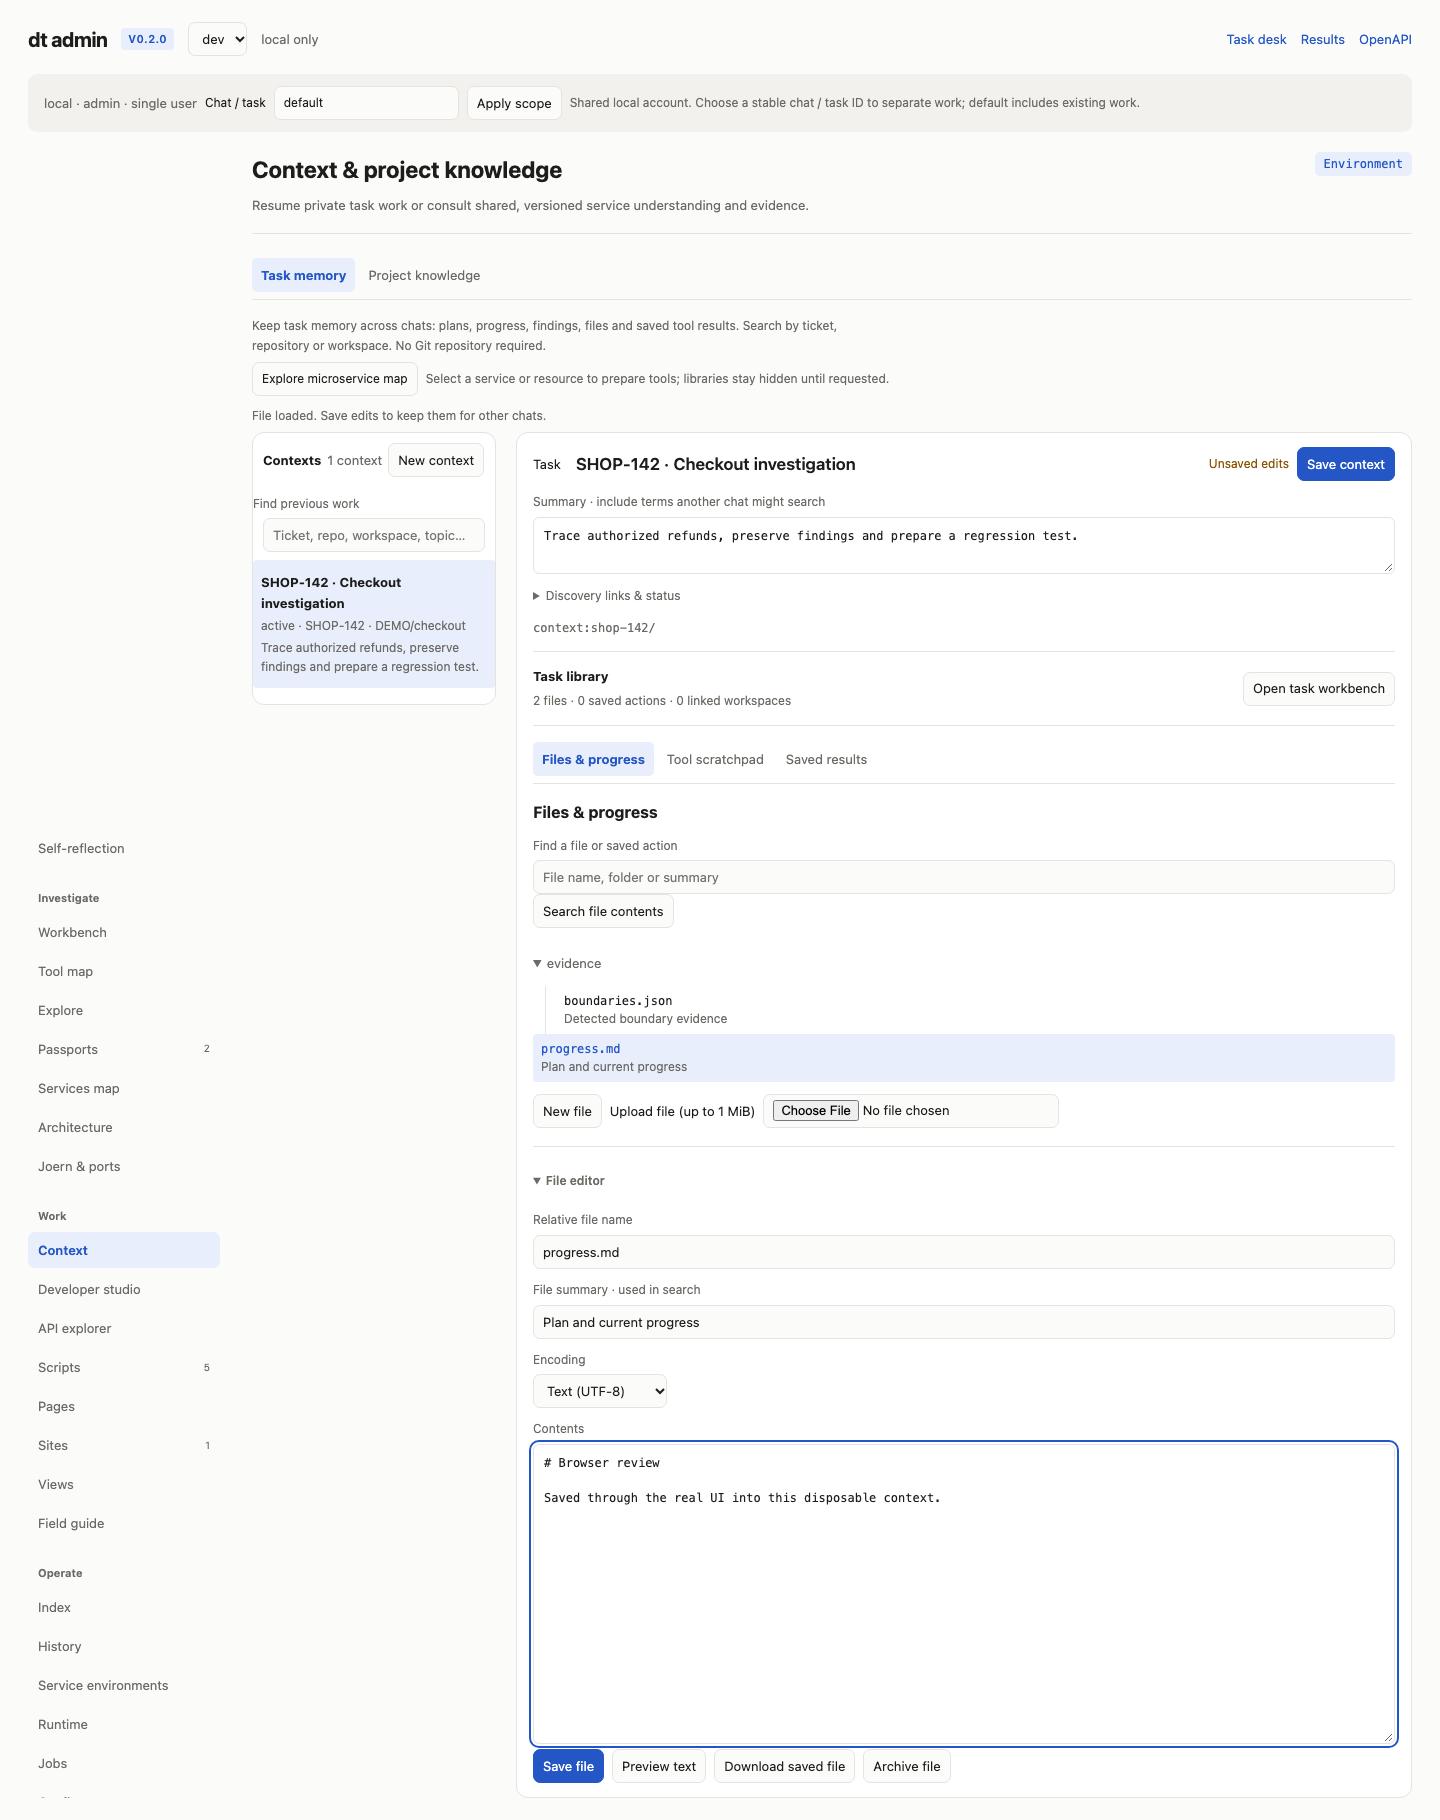 dt admin V0.2.0 dev local only Task desk Results OpenAPI
local · admin · single user Chat / task default Apply scope Shared local account. Choose a stable chat / task ID to separate work; default includes existing work.
Context & project knowledge Environment
Resume private task work or consult shared, versioned service understanding and evidence.
Task memory Project knowledge
Keep task memory across chats: plans, progress, findings, files and saved tool results. Search by ticket,
repository or workspace. No Git repository required.
Explore microservice map Select a service or resource to prepare tools; libraries stay hidden until requested.
File loaded. Save edits to keep them for other chats.
Contexts 1 context New context
Find previous work
Ticket, repo, workspace, topic...
SHOP-142 · Checkout
investigation
active · SHOP-142 · DEMO/checkout
Trace authorized refunds, preserve
findings and prepare a regression test.
Task SHOP-142 · Checkout investigation Unsaved edits Save context
Summary · include terms another chat might search
Trace authorized refunds, preserve findings and prepare a regression test.
Discovery links & status
context:shop-142/
Task library
2 files · 0 saved actions · 0 linked workspaces
Open task workbench
Files & progress Tool scratchpad Saved results
Files & progress
Find a file or saved action
File name, folder or summary
Search file contents
evidence
boundaries.json
Detected boundary evidence
progress.md
Plan and current progress
New file Upload file (up to 1 MiB) Choose File No file chosen
File editor
Relative file name
progress.md
File summary · used in search
Plan and current progress
Encoding
Text (UTF-8)
Contents
# Browser review
Saved through the real UI into this disposable context.
Save file Preview text Download saved file Archive file
Self-reflection
Investigate
Workbench
Tool map
Explore
Passports 2
Services map
Architecture
Joern & ports
Work
Context
Developer studio
API explorer
Scripts 5
Pages
Sites 1
Views
Field guide
Operate
Index
History
Service environments
Runtime
Jobs